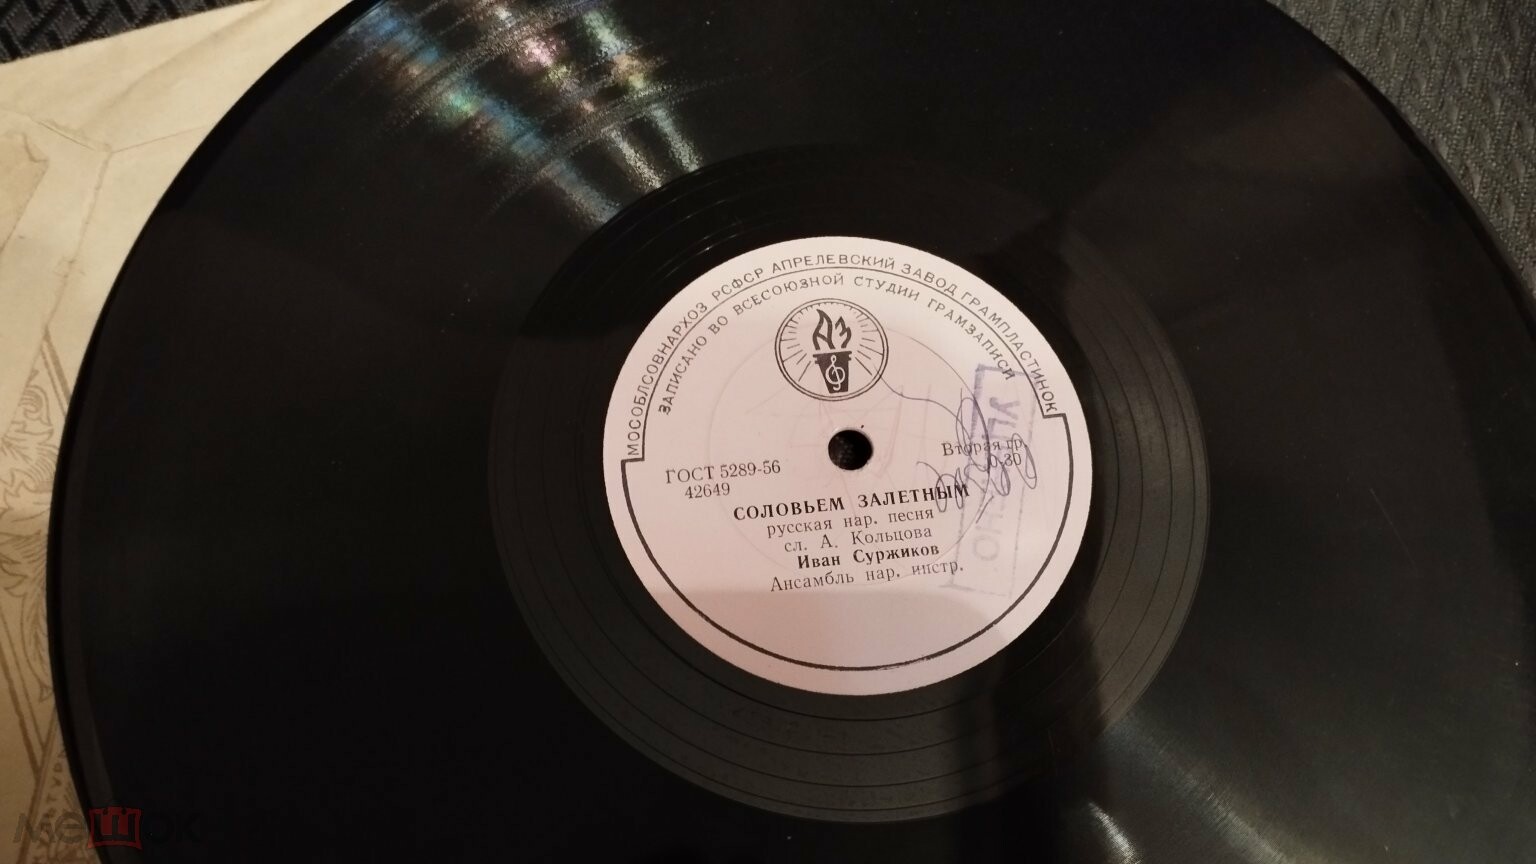 МОСОБЛСОВНАРХОЗ РСФСР АПРЕЛЕВСКИЙ ЗАВОД ГРАМПЛАСТИНОК
ЗАПИСАНО ВО ВСЕСОЮЗНОЙ СТУДИИ ГРАМЗАПИСИ
АЗ
ГОСТ 5289-56
42649
Вторая гр.
0-30
СОЛОВЬЕМ ЗАЛЕТНЫМ
русская нар. песня
сл. А. Кольцова
Иван Суржиков
Ансамбль нар. инстр.
мешок